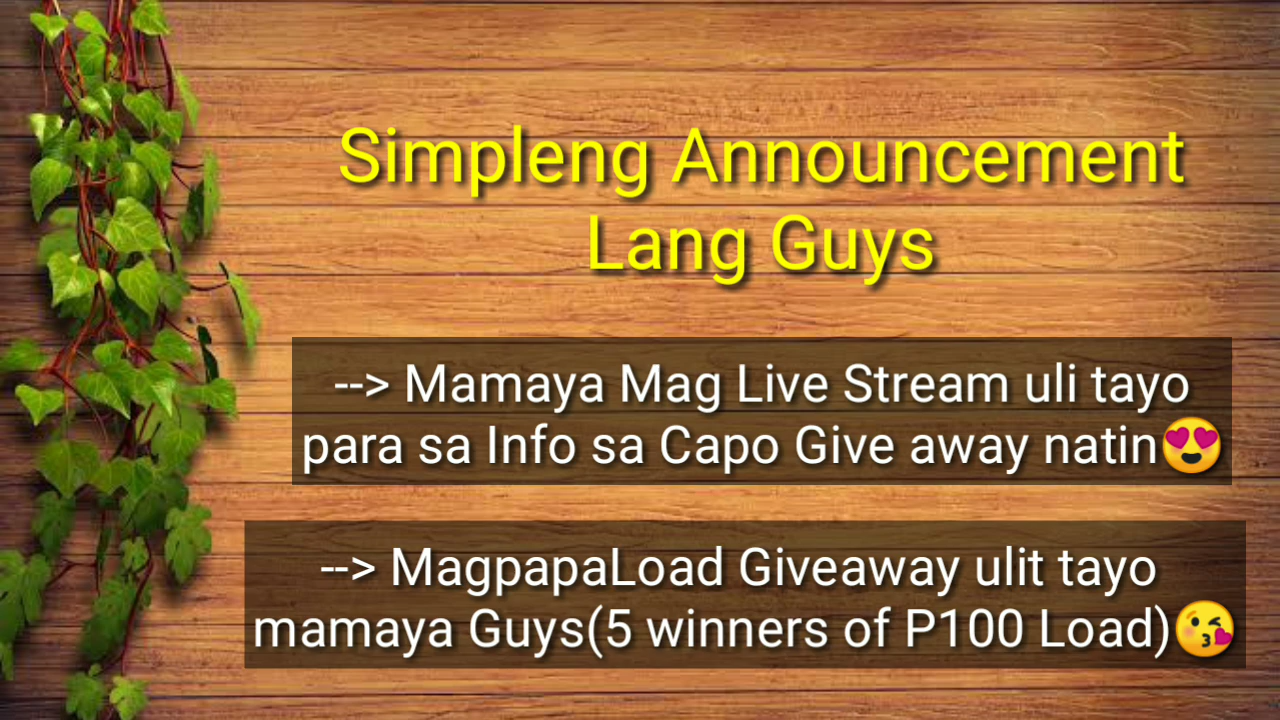 Simpleng Announcement
Lang Guys
--> Mamaya Mag Live Stream uli tayo
para sa Info sa Capo Give away natin😍
--> MagpapaLoad Giveaway ulit tayo
mamaya Guys(5 winners of P100 Load)😘